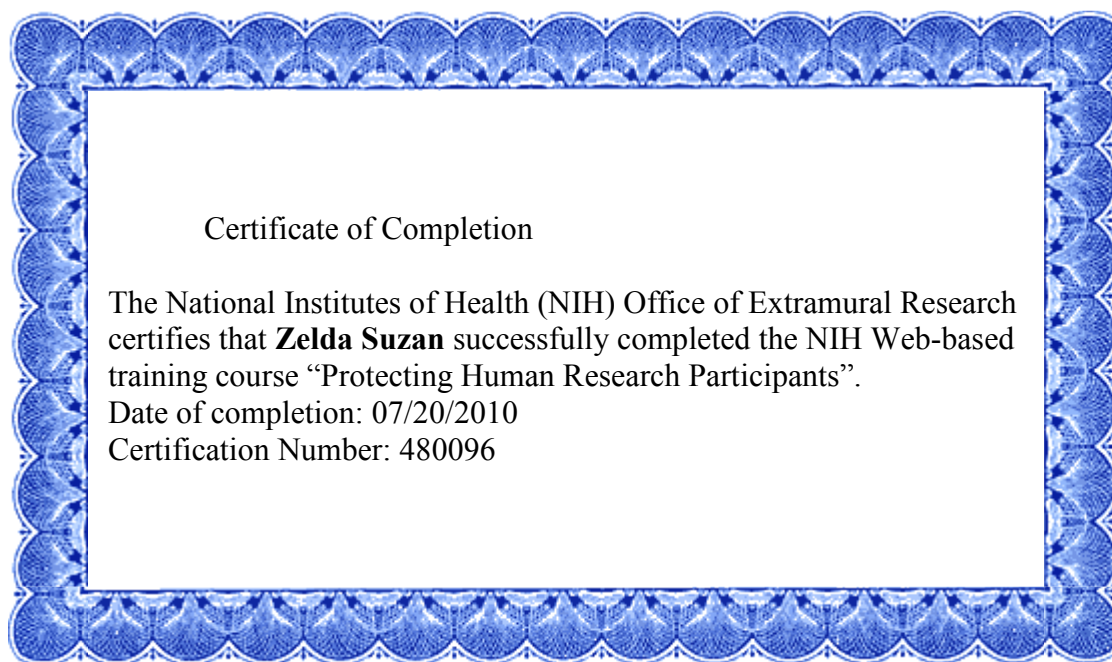 Certificate of Completion
The National Institutes of Health (NIH) Office of Extramural Research
certifies that Zelda Suzan successfully completed the NIH Web-based
training course “Protecting Human Research Participants”.
Date of completion: 07/20/2010
Certification Number: 480096